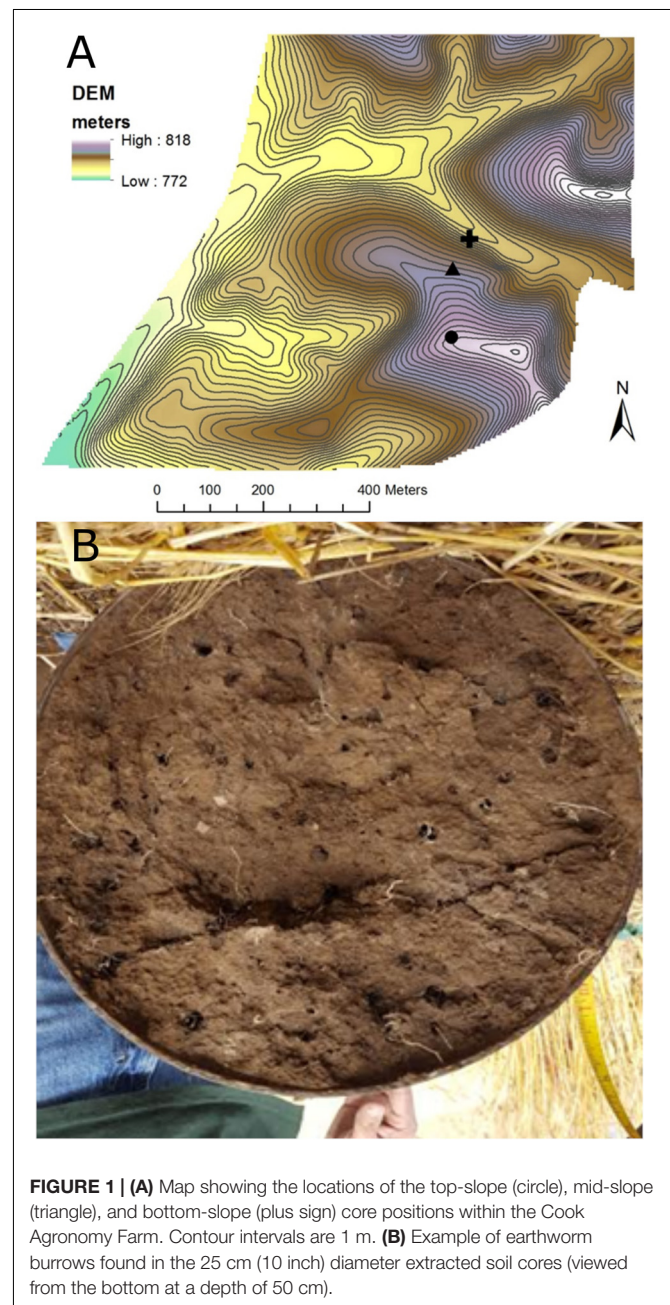 A
DEM
meters
High : 818
Low : 772
N
0 100 200 400 Meters
B
FIGURE 1 | (A) Map showing the locations of the top-slope (circle), mid-slope
(triangle), and bottom-slope (plus sign) core positions within the Cook
Agronomy Farm. Contour intervals are 1 m. (B) Example of earthworm
burrows found in the 25 cm (10 inch) diameter extracted soil cores (viewed
from the bottom at a depth of 50 cm).